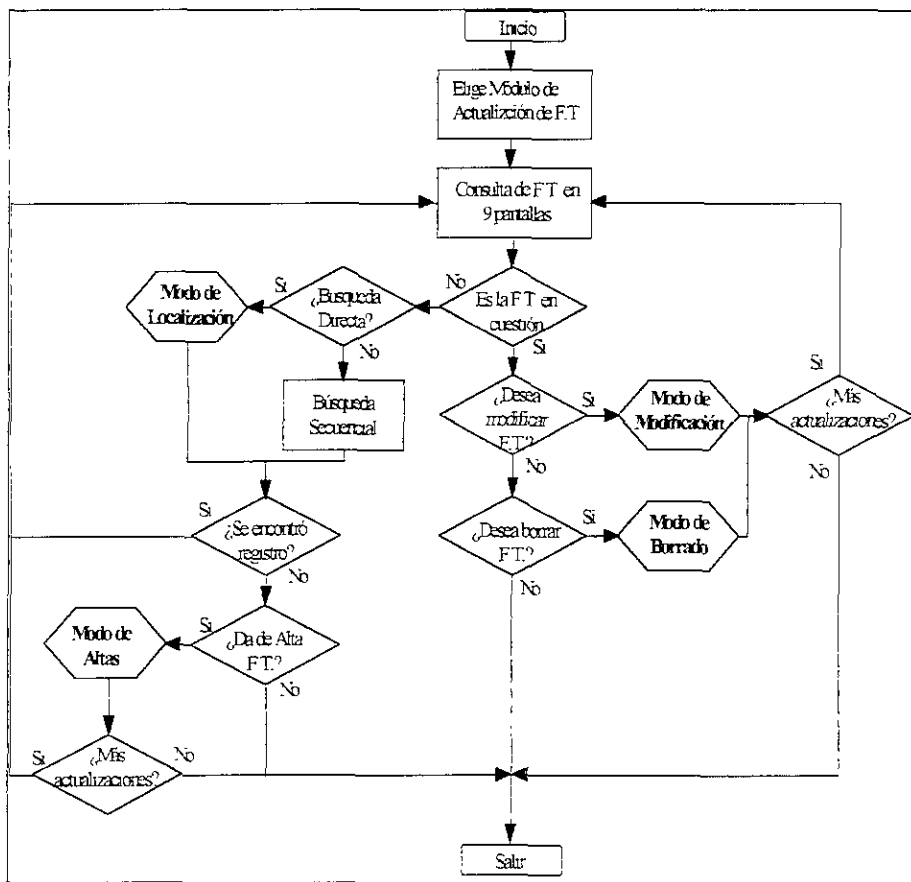 Inicio
Elige Módulo de
Actualizción de F.T
Consulta de F T en
9 pantallas
Es la F T en
cuestión
No
Si
¿Busqueda
Directa?
Si
No
Modo de
Localización
Búsqueda
Secuencial
¿Desea
modificar
F.T.?
Si
No
Modo de
Modificación
¿Más
actualizaciones?
Si
No
¿Se encontró
registro?
Si
No
¿Desea borrar
F.T.?
Si
No
Modo de
Borrado
¿Da de Alta
F T.?
Si
No
Modo de
Altas
¿Más
actualizaciones?
Si
No
Salir